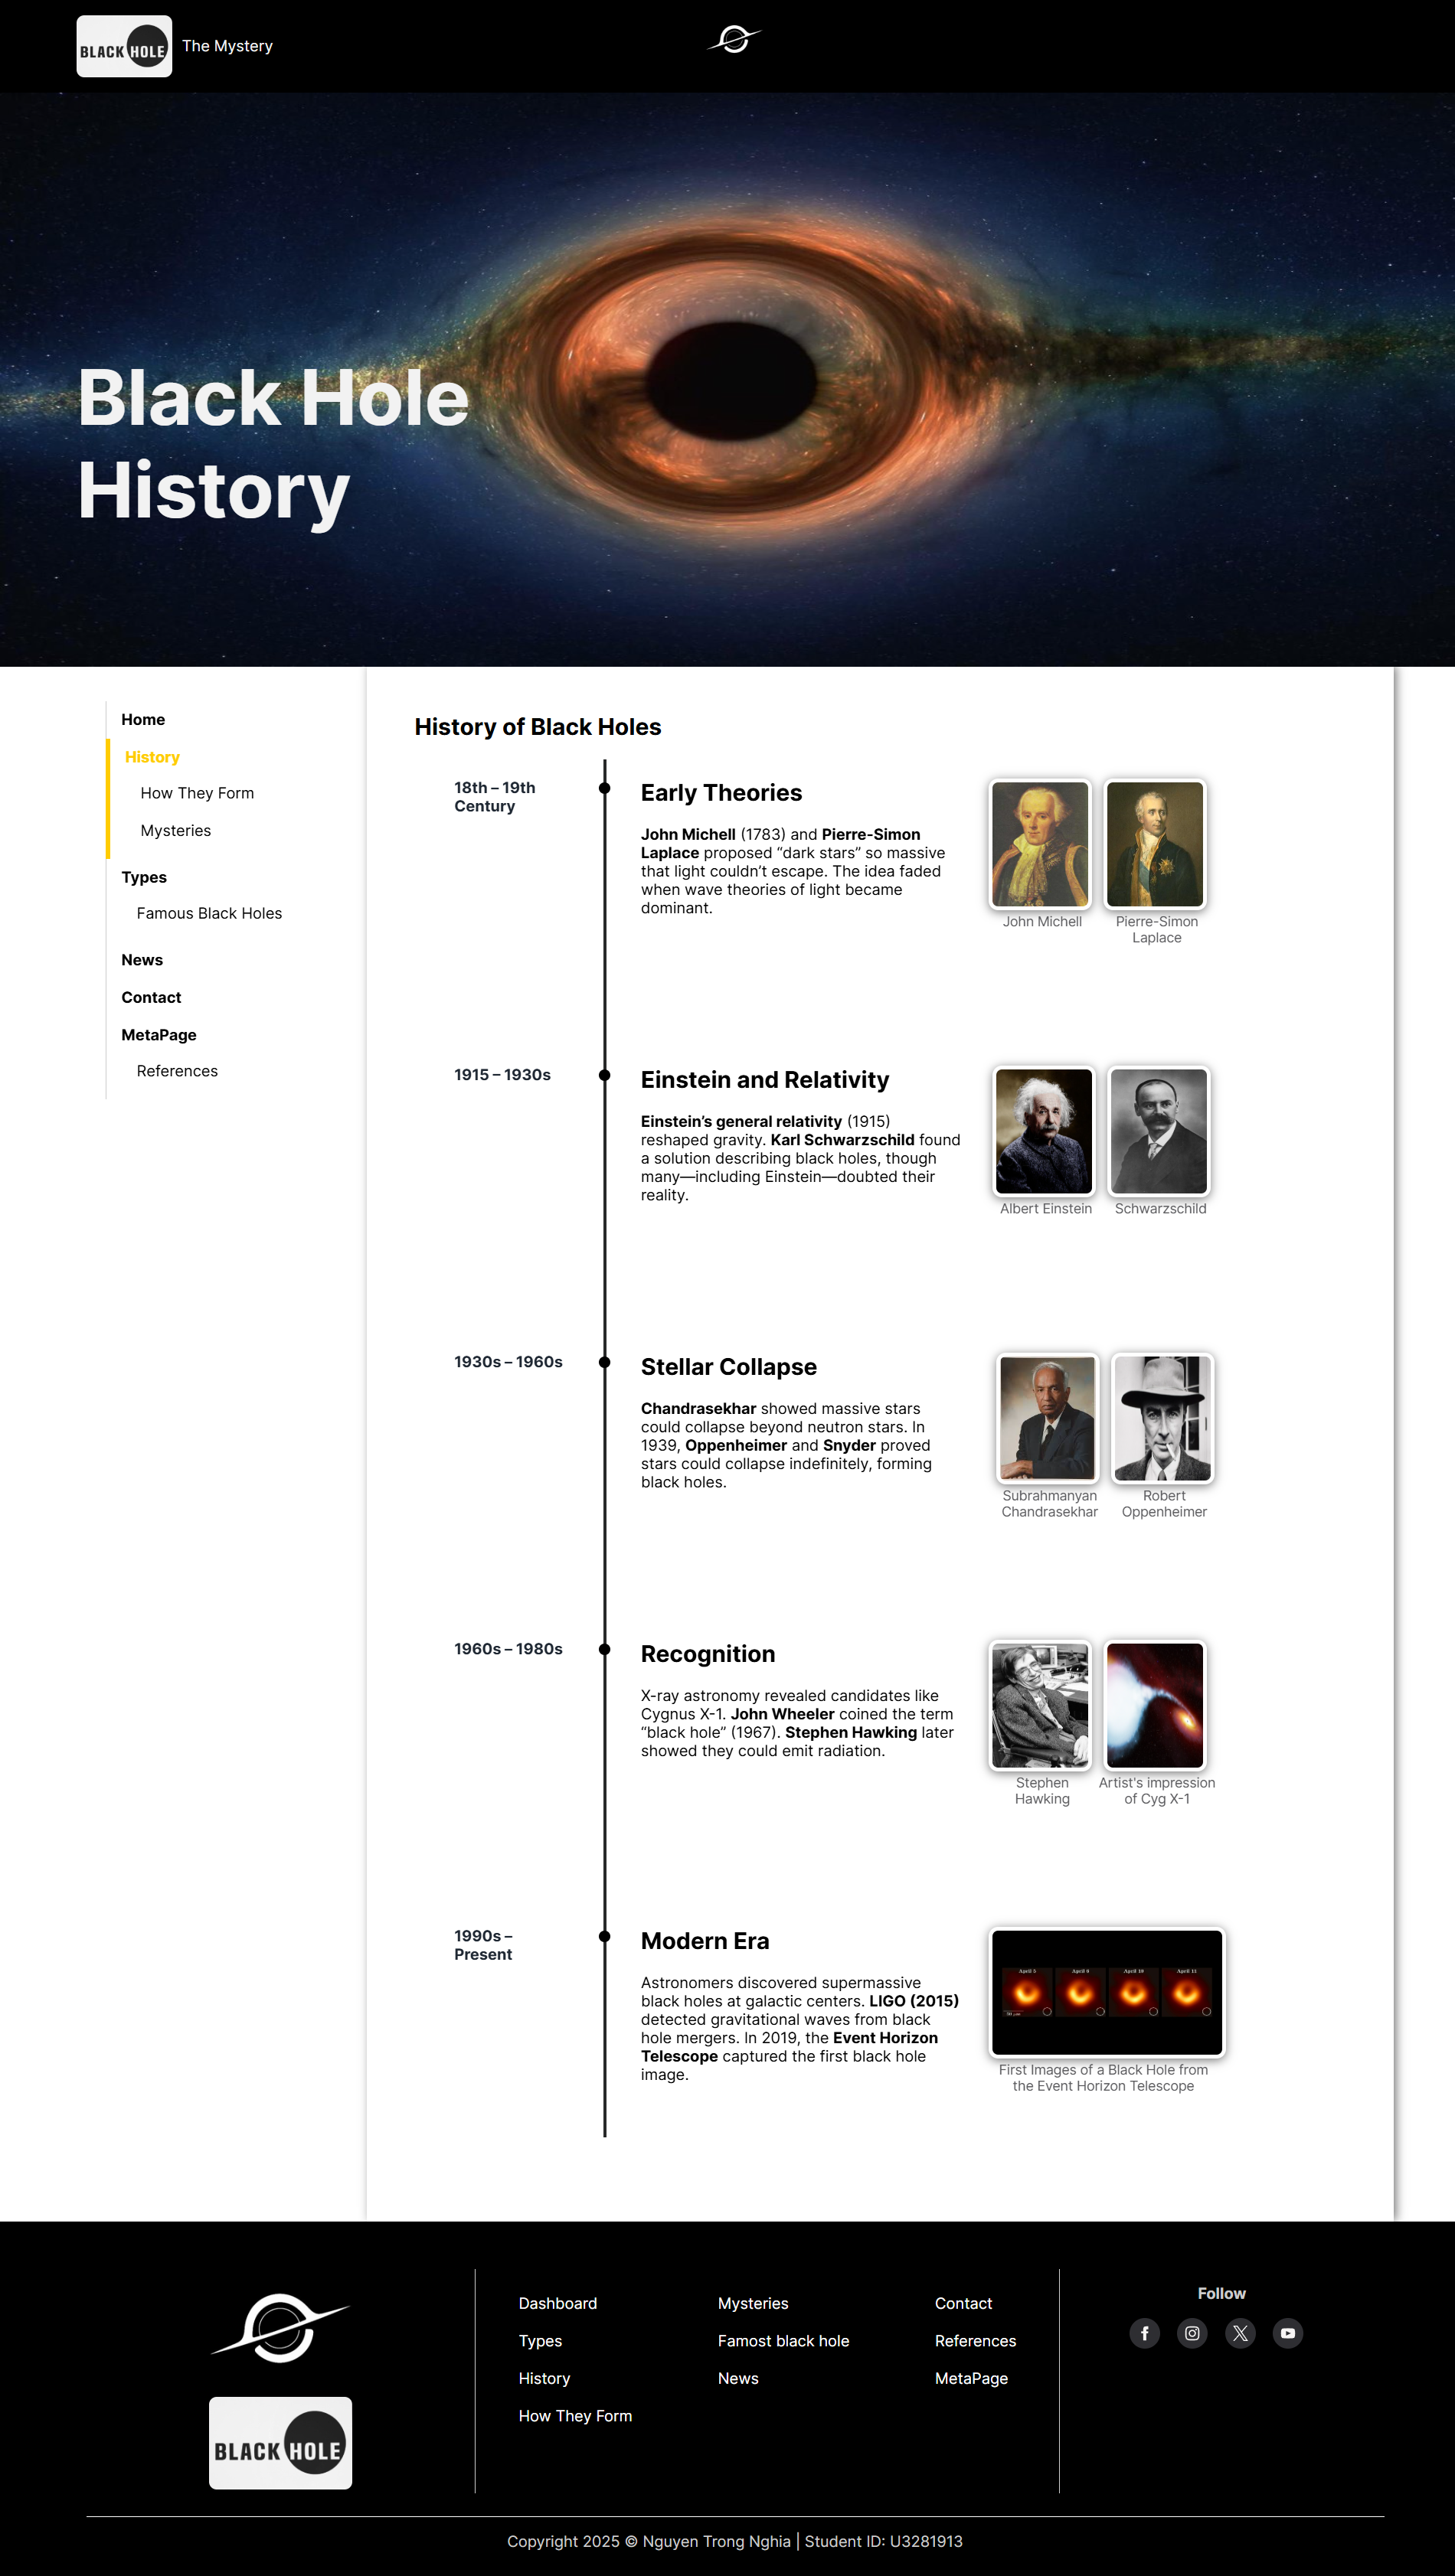 BLACK HOLE
The Mystery
Black Hole
History
Home
History
How They Form
Mysteries
Types
Famous Black Holes
News
Contact
MetaPage
References
History of Black Holes
18th – 19th
Century
Early Theories
John Michell (1783) and Pierre-Simon
Laplace proposed “dark stars” so massive
that light couldn’t escape. The idea faded
when wave theories of light became
dominant.
John Michell
Pierre-Simon
Laplace
1915 – 1930s
Einstein and Relativity
Einstein’s general relativity (1915)
reshaped gravity. Karl Schwarzschild found
a solution describing black holes, though
many—including Einstein—doubted their
reality.
Albert Einstein
Schwarzschild
1930s – 1960s
Stellar Collapse
Chandrasekhar showed massive stars
could collapse beyond neutron stars. In
1939, Oppenheimer and Snyder proved
stars could collapse indefinitely, forming
black holes.
Subrahmanyan
Chandrasekhar
Robert
Oppenheimer
1960s – 1980s
Recognition
X-ray astronomy revealed candidates like
Cygnus X-1. John Wheeler coined the term
“black hole” (1967). Stephen Hawking later
showed they could emit radiation.
Stephen
Hawking
Artist's impression
of Cyg X-1
1990s –
Present
Modern Era
Astronomers discovered supermassive
black holes at galactic centers. LIGO (2015)
detected gravitational waves from black
hole mergers. In 2019, the Event Horizon
Telescope captured the first black hole
image.
April 5
April 6
April 10
April 11
First Images of a Black Hole from
the Event Horizon Telescope
BLACK HOLE
Dashboard
Types
History
How They Form
Mysteries
Famost black hole
News
Contact
References
MetaPage
Follow
Copyright 2025 © Nguyen Trong Nghia | Student ID: U3281913